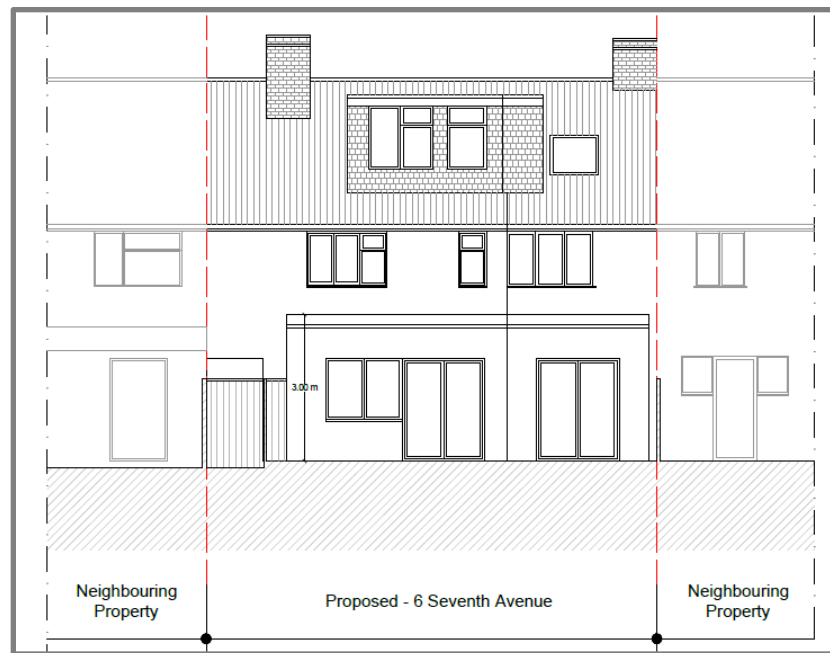 3.00 m
Neighbouring
Property
Proposed - 6 Seventh Avenue
Neighbouring
Property